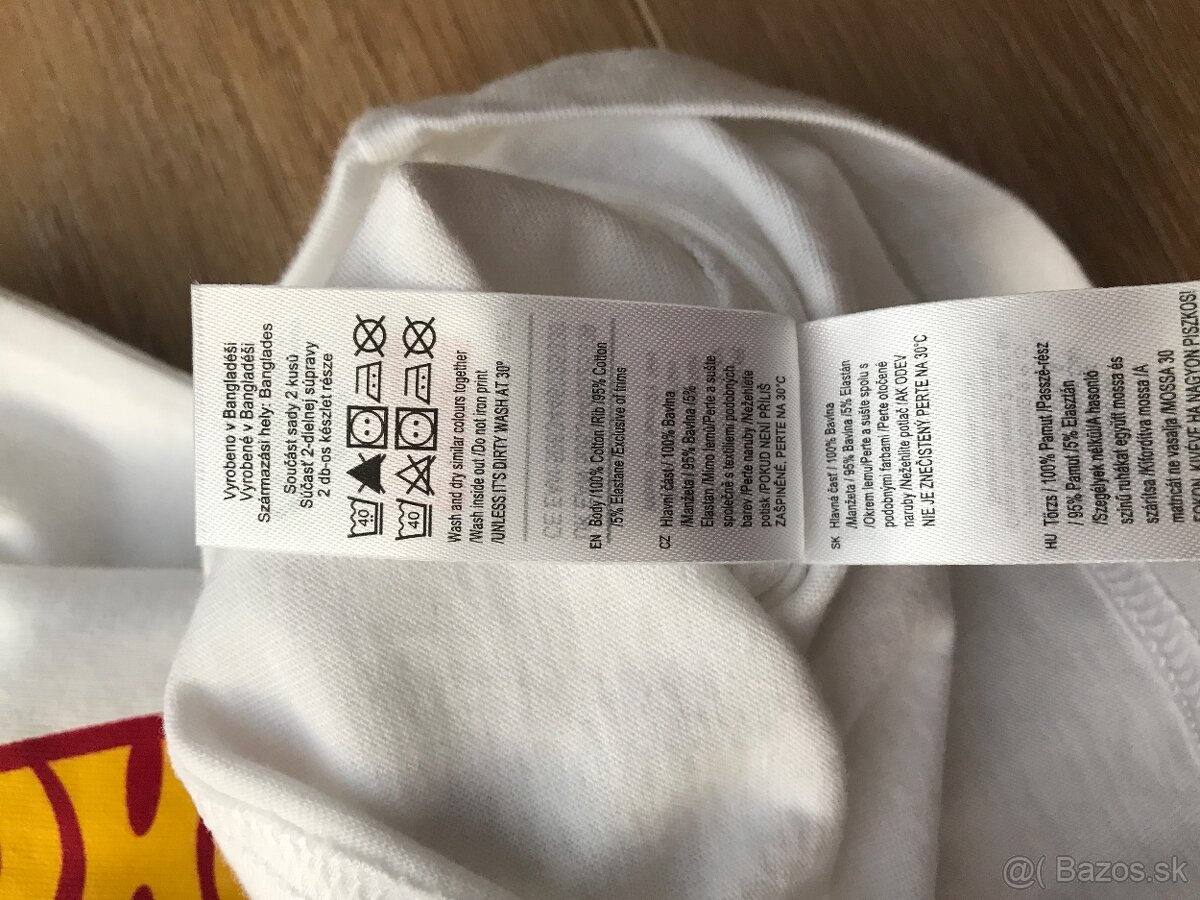 Vyrobeno v Bangladéši
Vyrobené v Bangladéši
Származási hely: Banglades
Součást sady 2 kusů
Súčasť 2-dielnej súpravy
2 db-os készlet része
40
40
Wash and dry similar colours together
/Wash inside out/Do not iron print
/UNLESS IT'S DIRTY WASH AT 30°
EN Body /100% Cotton /Rib /95% Cotton
/5% Elastane /Exclusive of trims
CZ Hlavní část / 100% Bavlna
/Manžeta / 95% Bavlna /5%
Elastan /Mimo lemu/Perte a sušte
společně s textiliemi podobných
barev /Perte naruby /Nežehlete
potisk /POKUD NENÍ PŘÍLIŠ
ZAŠPINĚNÉ, PERTE NA 30°C
SK Hlavná časť / 100% Bavlna
/Manžeta / 95% Bavlna /5% Elastán
/Okrem lemu/Perte a sušte spolu s
podobnými farbami /Perte otočené
naruby /Nežehlite potlač /AK ODEV
NIE JE ZNEČISTENÝ PERTE NA 30°C
HU Törzs / 100% Pamut /Passzé-rész
/ 95% Pamut /5% Elasztán
/Szegélyek nélkül/A hasonló
színű ruhákat együtt mossa és
szárítsa /Kifordítva mossa /A
matricát ne vasalja /MOSSA 30
HA NAGYON PISZKOS!
@( Bazos.sk